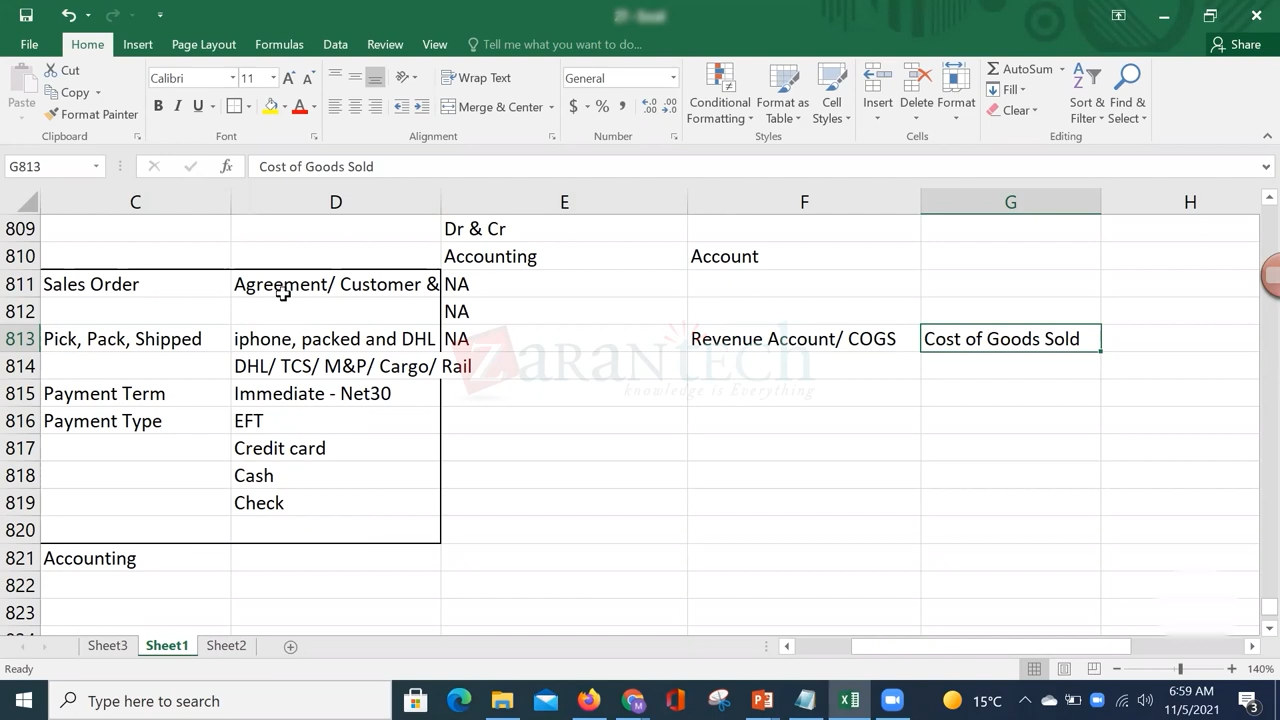 File Home Insert Page Layout Formulas Data Review View Tell me what you want to do... Share
Cut
Copy
Format Painter
Paste
Calibri 11
B I U
Wrap Text
Merge & Center
General
$ % ,
Conditional Formatting
Format as Table
Cell Styles
Insert Delete Format
AutoSum
Fill
Clear
Sort & Filter
Find & Select
Clipboard Font Alignment Number Styles Cells Editing
G813 fx Cost of Goods Sold
C D E F G H
809 Dr & Cr
810 Accounting Account
811 Sales Order Agreement/ Customer & NA
812 NA
813 Pick, Pack, Shipped iphone, packed and DHL NA Revenue Account/ COGS Cost of Goods Sold
814 DHL/ TCS/ M&P/ Cargo/ Rail
815 Payment Term Immediate - Net30
816 Payment Type EFT
817 Credit card
818 Cash
819 Check
820
821 Accounting
822
823
ZARANTECH
knowledge is Everything
Sheet3 Sheet1 Sheet2
Ready 140%
Type here to search 15°C 6:59 AM
11/5/2021 3